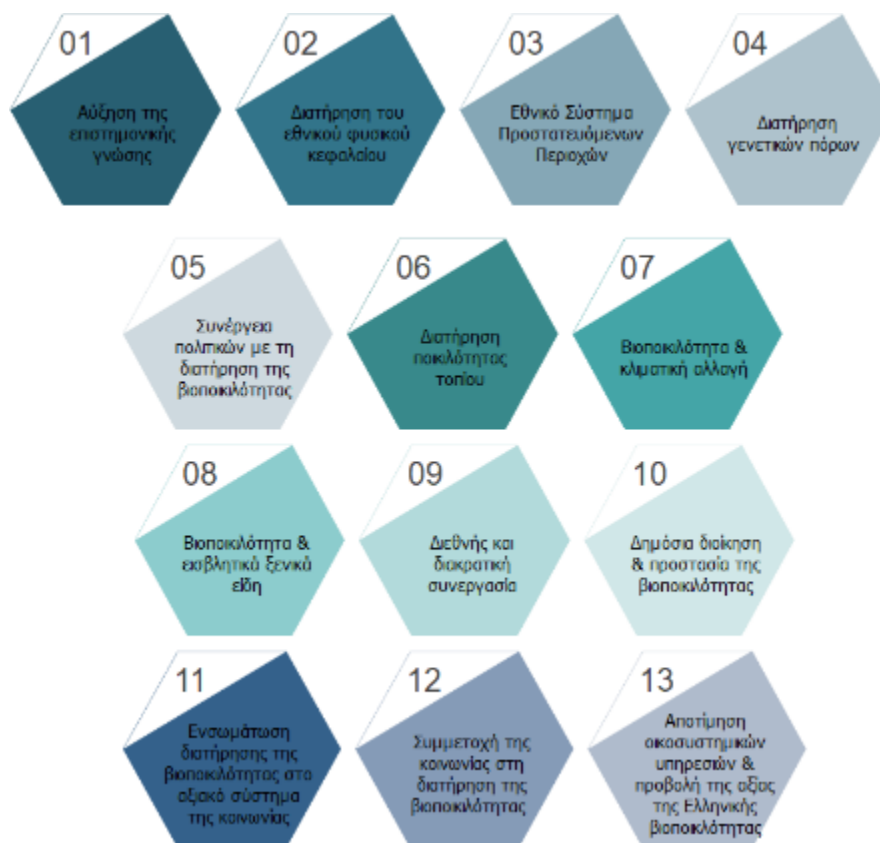 01
Αύξηση της
επιστημονικής
γνώσης
02
Διατήρηση του
εθνικού φυσικού
κεφαλαίου
03
Εθνικό Σύστημα
Προστατευόμενων
Περιοχών
04
Διατήρηση
γενετικών πόρων
05
Συνέργεια
πολιτικών με τη
διατήρηση της
βιοποικιλότητας
06
Διατήρηση
ποικιλότητας
τοπίου
07
Βιοποικιλότητα &
κλιματική αλλαγή
08
Βιοποικιλότητα &
εισβλητικά ξενικά
είδη
09
Διεθνής και
διακρατική
συνεργασία
10
Δημόσια διοίκηση
& προστασία της
βιοποικιλότητας
11
Ενσωμάτωση
διατήρησης της
βιοποικιλότητας στο
αξιακό σύστημα
της κοινωνίας
12
Συμμετοχή της
κοινωνίας στη
διατήρηση της
βιοποικιλότητας
13
Αποτίμηση
οικοσυστημικών
υπηρεσιών &
προβολή της αξίας
της Ελληνικής
βιοποικιλότητας